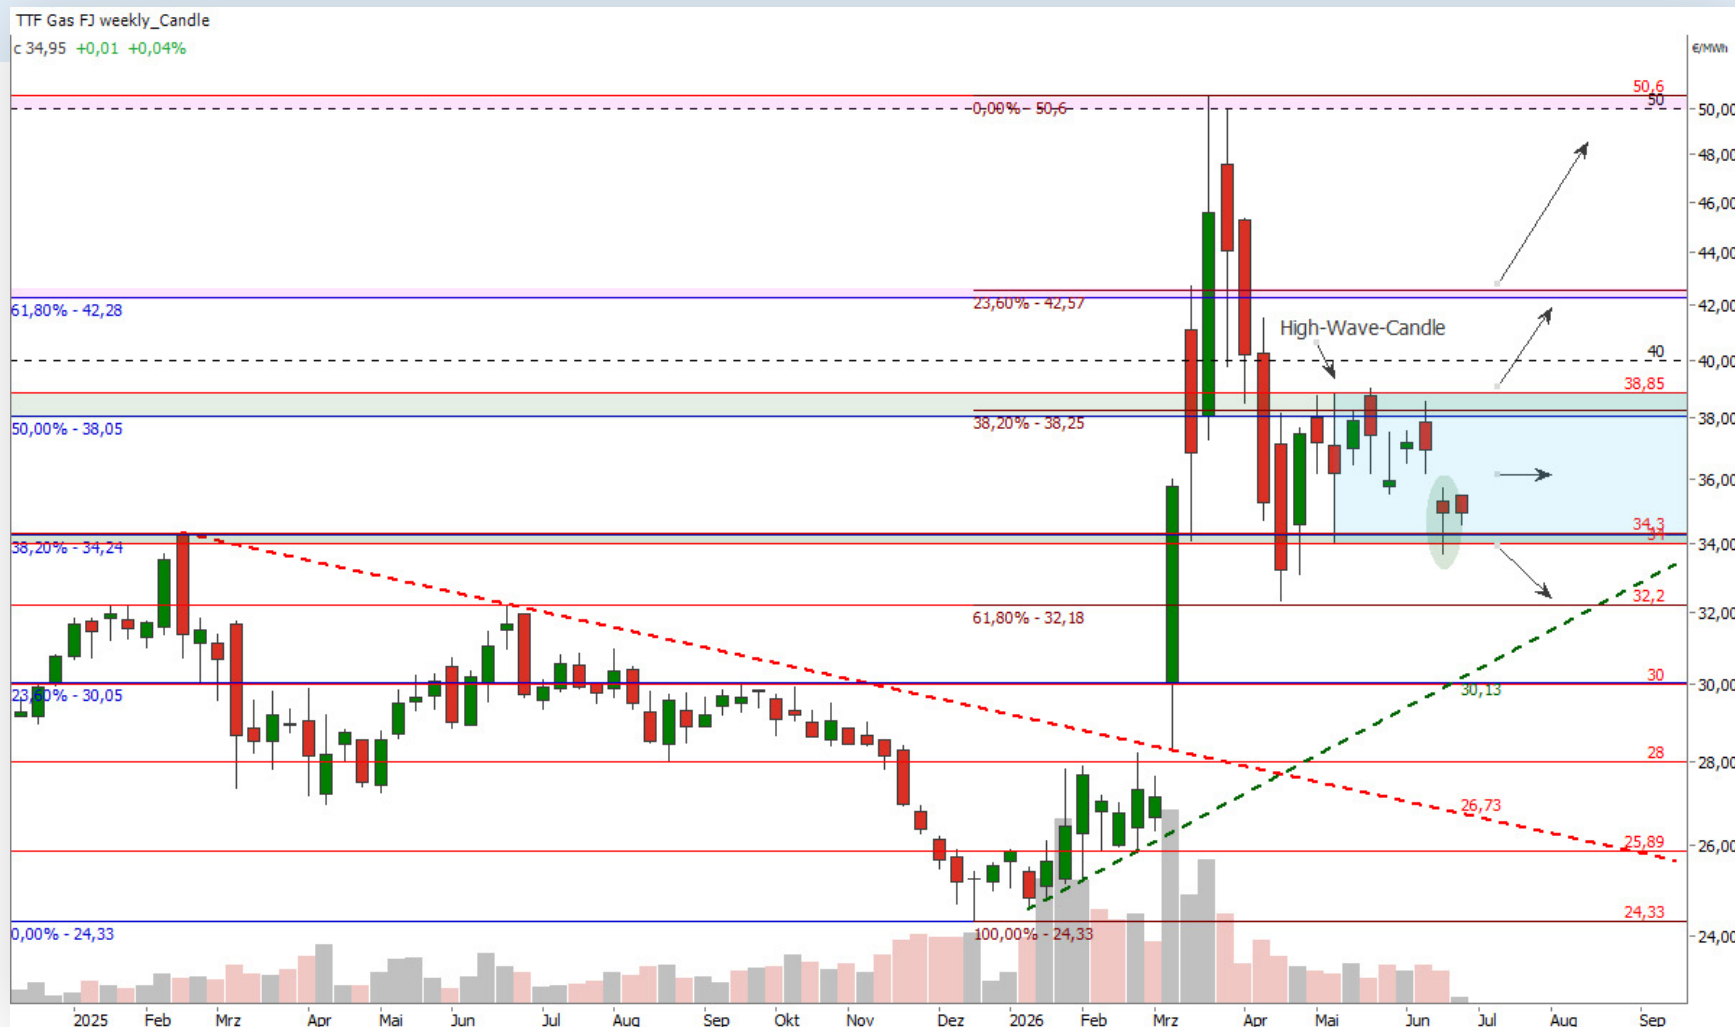 TTF Gas FJ weekly_Candle
c 34,95 +0,01 +0,04%
€/MWh
50,6
50
0,00% - 50,6
50,00
48,00
46,00
44,00
61,80% - 42,28
23,60% - 42,57
42,00
High-Wave-Candle
40
40,00
38,85
50,00% - 38,05
38,20% - 38,25
38,00
36,00
34,3
34
38,20% - 34,24
34,00
32,2
61,80% - 32,18
32,00
23,60% - 30,05
30
30,13
30,00
28
28,00
26,73
25,89
26,00
24,33
0,00% - 24,33
100,00% - 24,33
24,00
2025 Feb Mrz Apr Mai Jun Jul Aug Sep Okt Nov Dez 2026 Feb Mrz Apr Mai Jun Jul Aug Sep